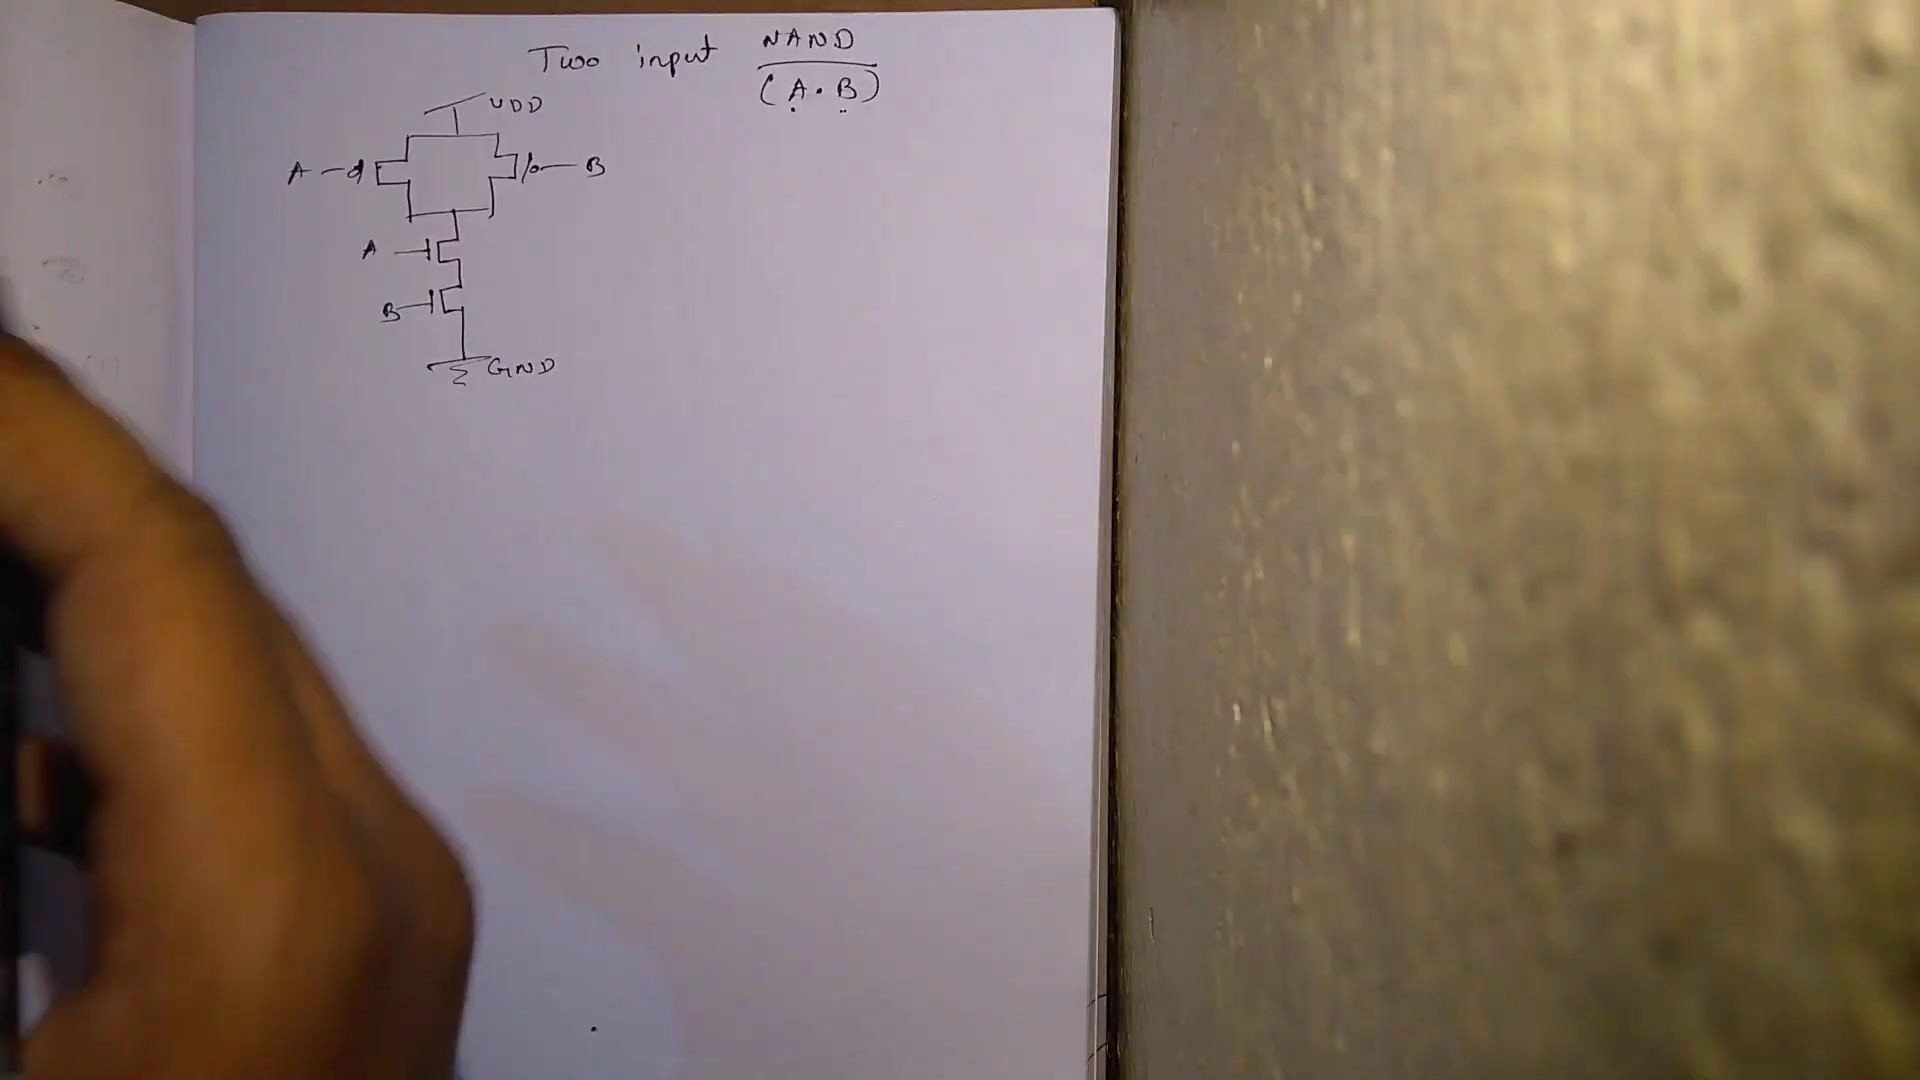 Two input NAND
(A . B)
VDD
A B
A
B
GND